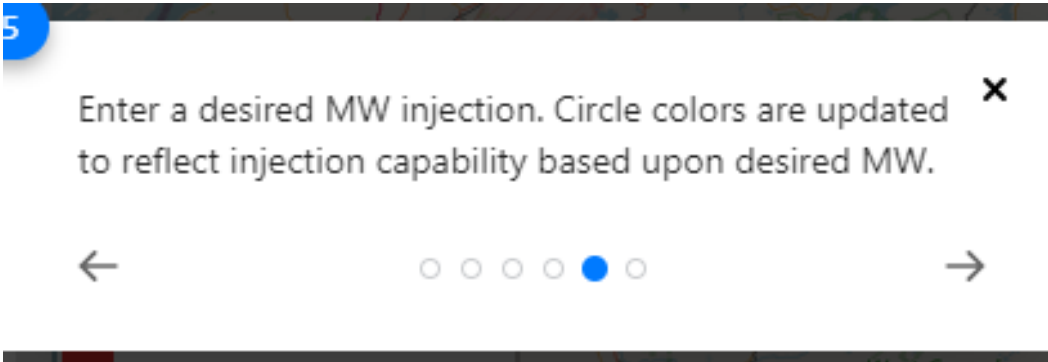 5
Enter a desired MW injection. Circle colors are updated
to reflect injection capability based upon desired MW.